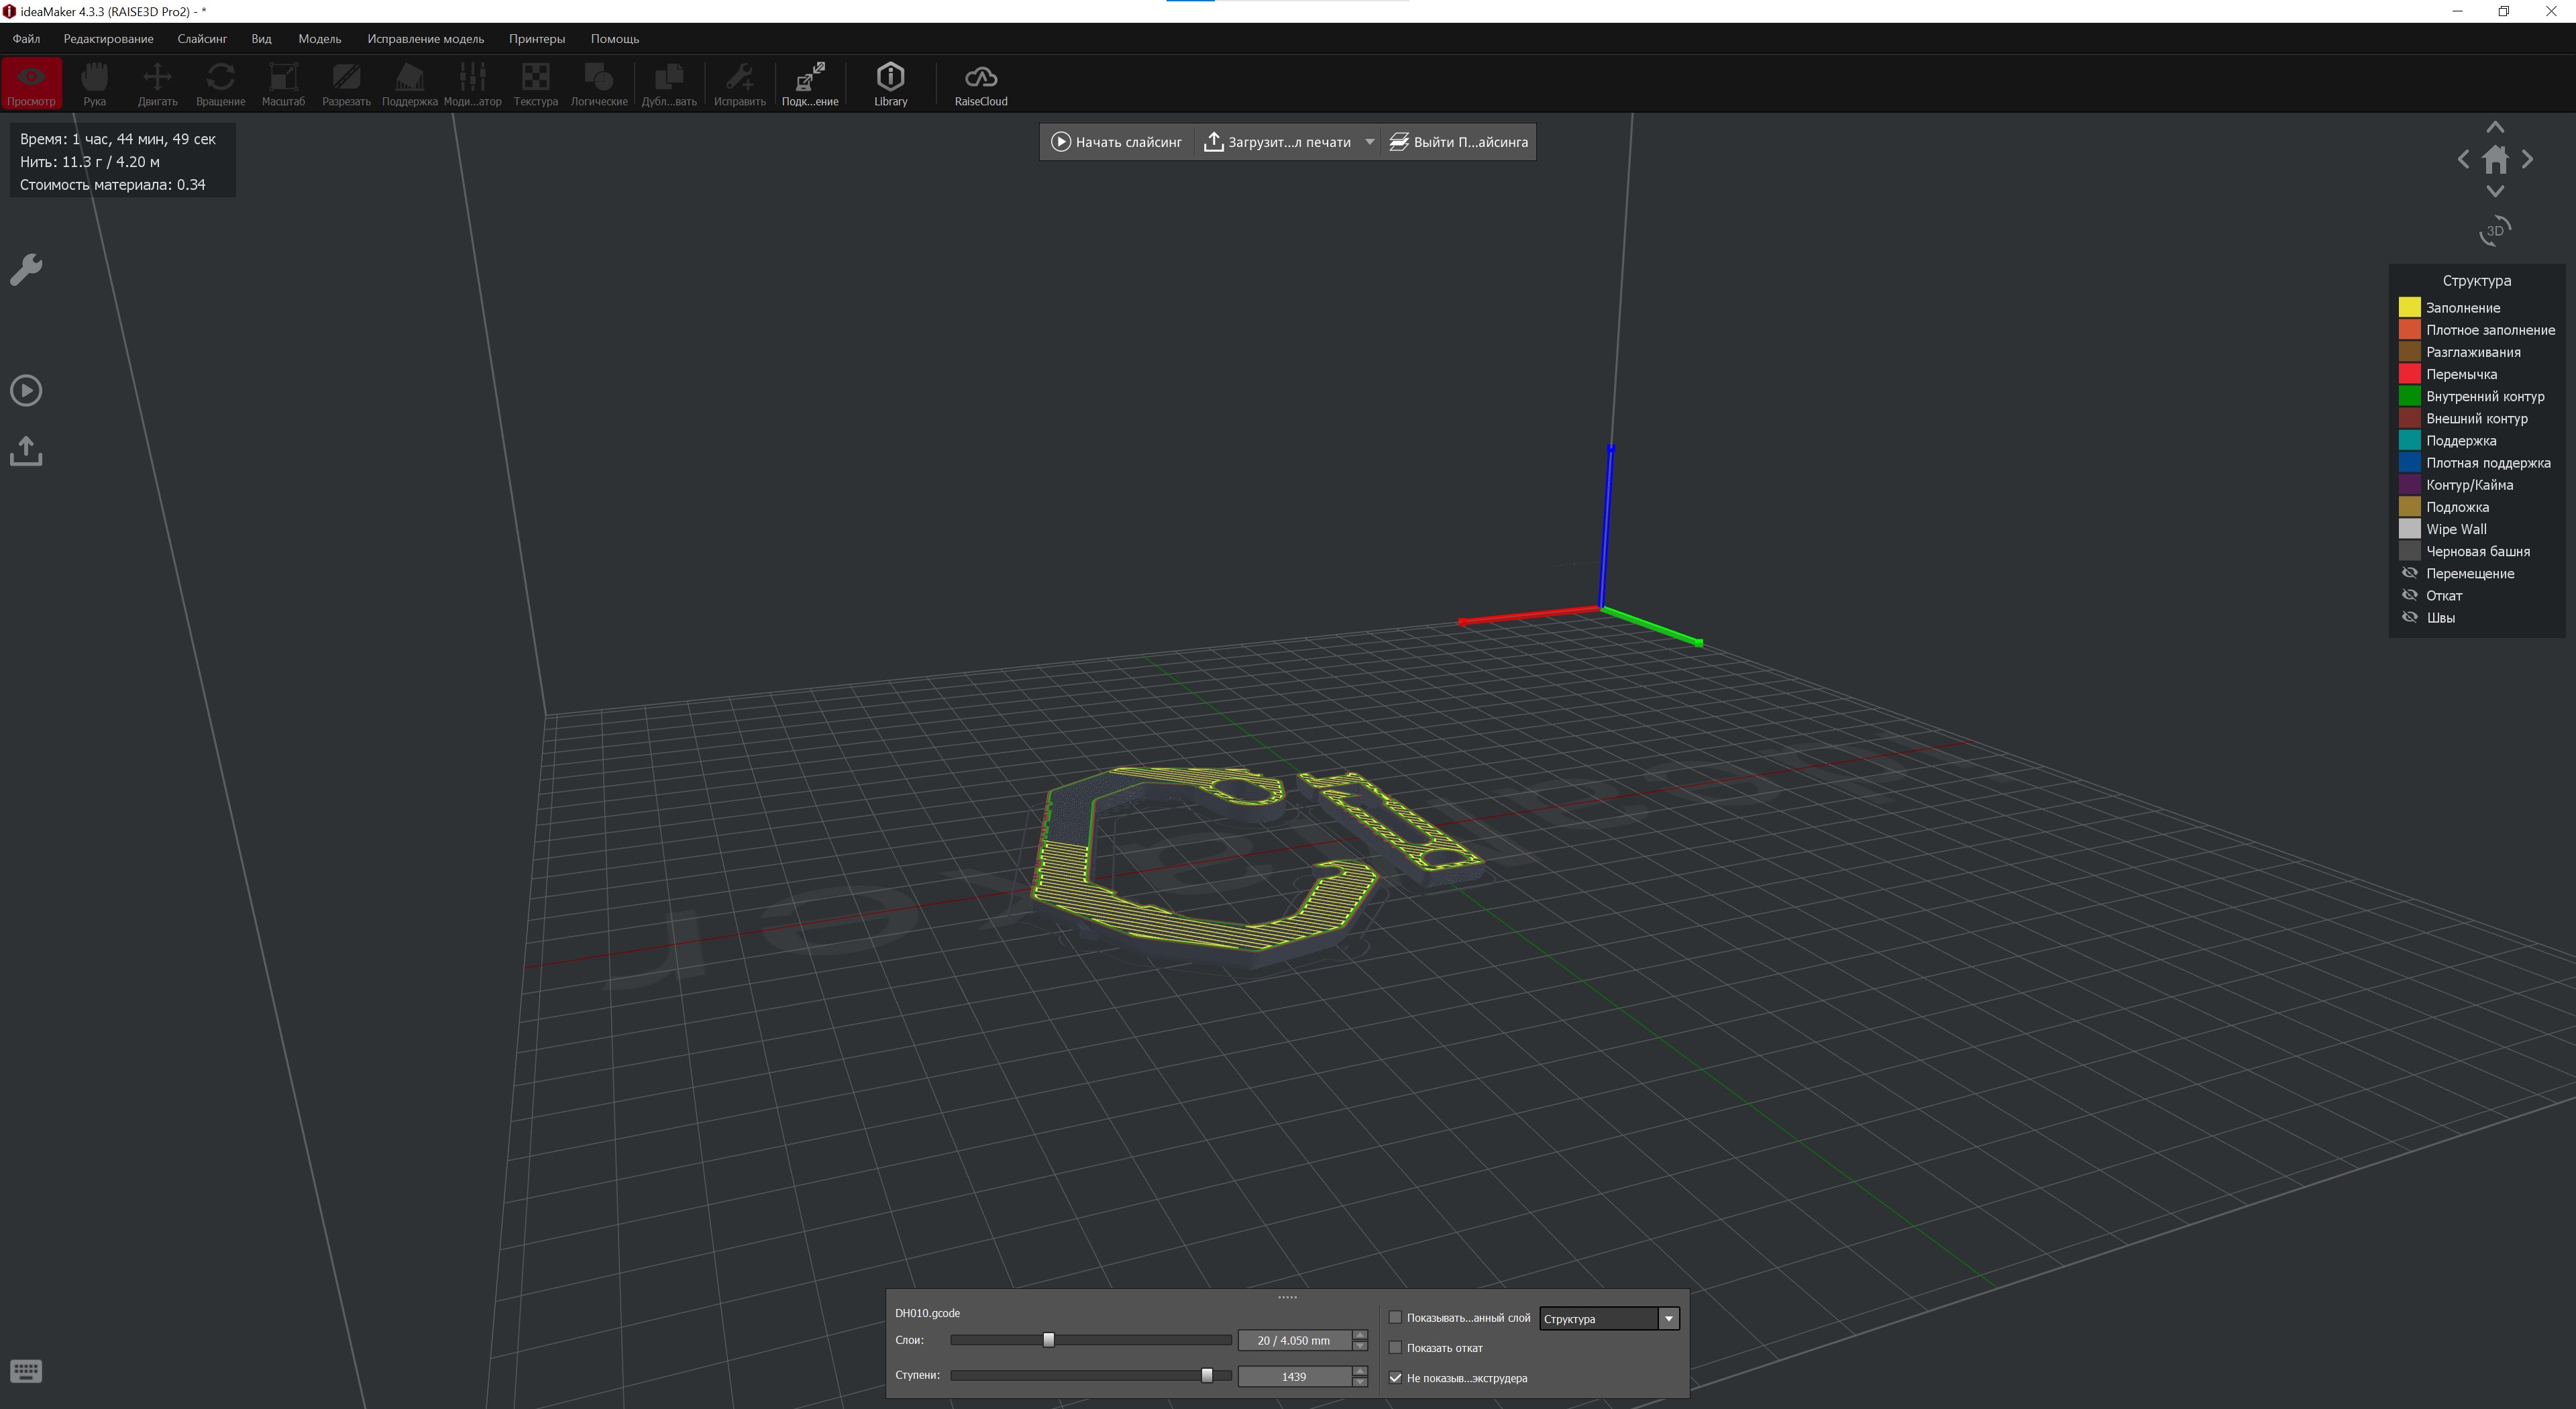 ideaMaker 4.3.3 (RAISE3D Pro2) - *
Файл Редактирование Слайсинг Вид Модель Исправление модель Принтеры Помощь
Просмотр Рука Двигать Вращение Масштаб Разрезать Поддержка Моди...атор Текстура Логические Дубл...вать Исправить Подк...ение Library RaiseCloud
Время: 1 час, 44 мин, 49 сек
Нить: 11.3 г / 4.20 м
Стоимость материала: 0.34
Начать слайсинг Загрузит...л печати Выйти П...айсинга
3D
Структура
Заполнение
Плотное заполнение
Разглаживания
Перемычка
Внутренний контур
Внешний контур
Поддержка
Плотная поддержка
Контур/Кайма
Подложка
Wipe Wall
Черновая башня
Перемещение
Откат
Швы
DH010.gcode
Слои: 20 / 4.050 mm
Ступени: 1439
Показывать...анный слой Структура
Показать откат
Не показыв...экструдера